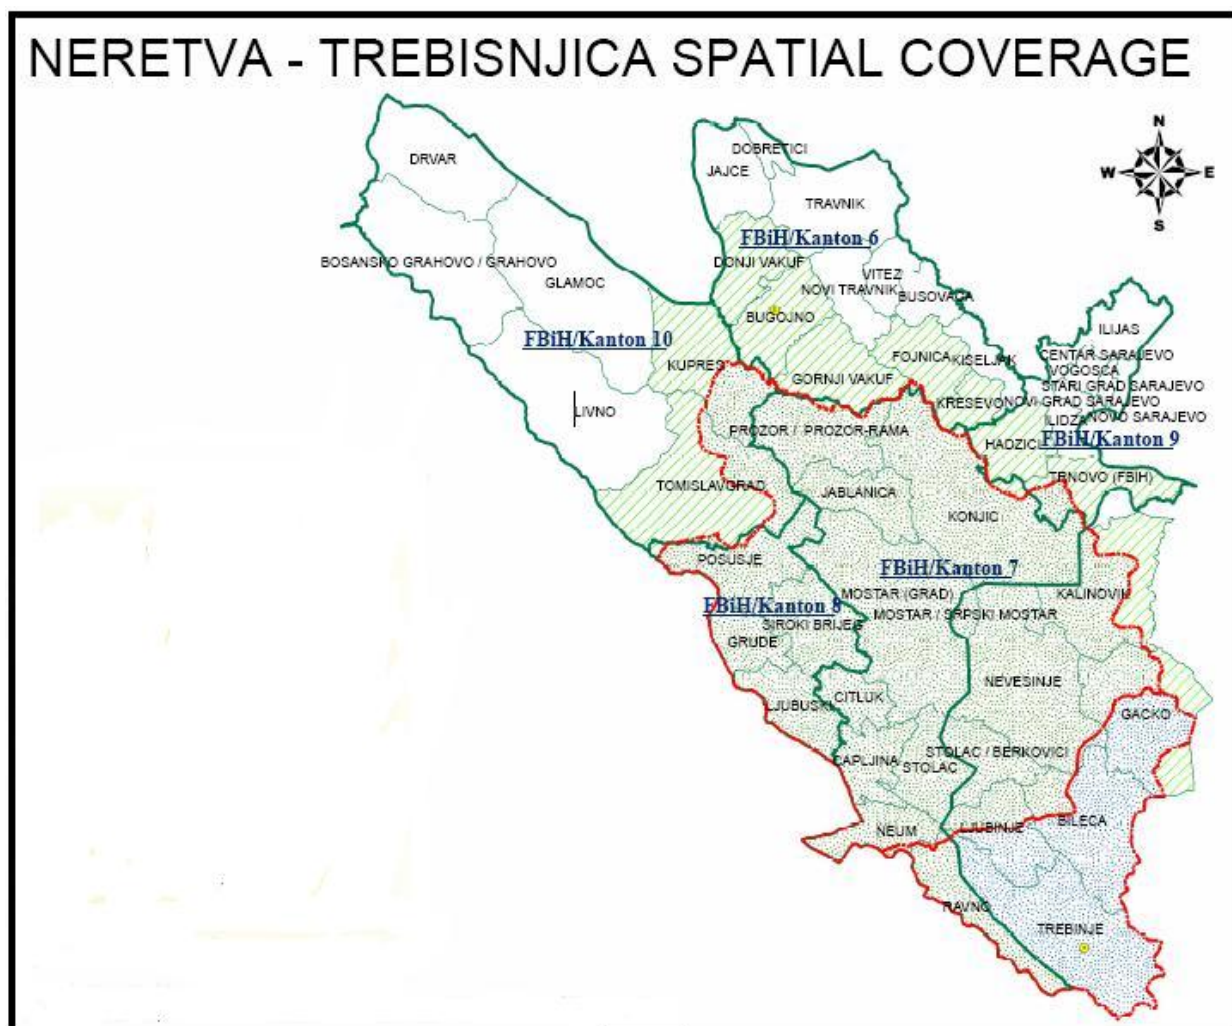 NERETVA - TREBISNJICA SPATIAL COVERAGE
N
W E
S
DRVAR
DOBRETICI
JAJCE
TRAVNIK
FBiH/Kanton 6
BOSANSKO GRAHOVO / GRAHOVO
DONJI VAKUF
GLAMOC
VITEZ
NOVI TRAVNIK
BUSOVACA
BUGOJNO
ILIJAS
FBiH/Kanton 10
CENTAR SARAJEVO
FOJNICA
KISELJAK
KUPRES
VOGOSCA
GORNJI VAKUF
STARI GRAD SARAJEVO
KRESEVO
NOVI GRAD SARAJEVO
LIVNO
ILIDZA
NOVO SARAJEVO
PROZOR / PROZOR-RAMA
HADZICI
FBiH/Kanton 9
TRNOVO (FBIH)
TOMISLAVGRAD
JABLANICA
KONJIC
POSUSJE
FBiH/Kanton 7
MOSTAR (GRAD)
KALINOVIK
FBiH/Kanton 8
MOSTAR / SRPSKI MOSTAR
SIROKI BRIJEG
GRUDE
NEVESINJE
CITLUK
LJUBUSKI
GACKO
STOLAC / BERKOVICI
CAPLJINA
STOLAC
BILECA
NEUM
LJUBINJE
RAVNO
TREBINJE